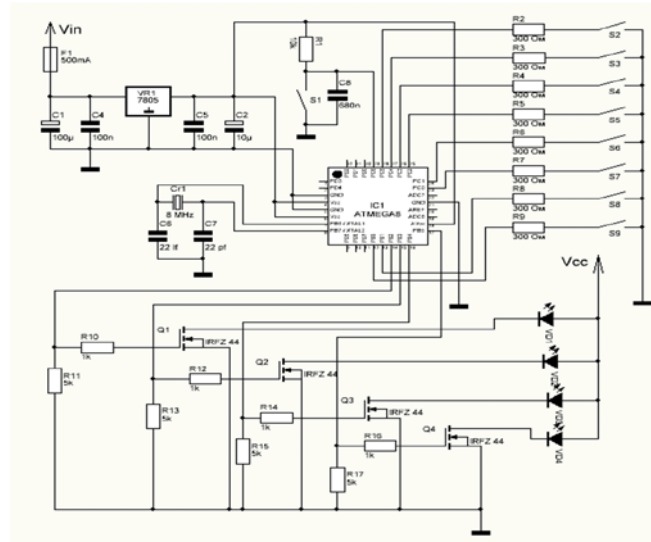 Vin
F1
500mA
VR1
7805
C1
100µ
C4
100n
C5
100n
C2
10µ
R1
S1
C8
680n
R2
300 Ом
S2
R3
300 Ом
S3
R4
300 Ом
S4
R5
300 Ом
S5
R6
300 Ом
S6
R7
300 Ом
S7
R8
300 Ом
S8
R9
300 Ом
S9
IC1
ATMEGA8
Cr1
8 MHz
C6
22
C7
22 pf
Vcc
VD1
VD2
VD3
VD4
Q1
IRFZ 44
R10
1k
R11
5k
Q2
IRFZ 44
R12
1k
R13
5k
Q3
IRFZ 44
R14
1k
R15
5k
Q4
IRFZ 44
R16
1k
R17
5k